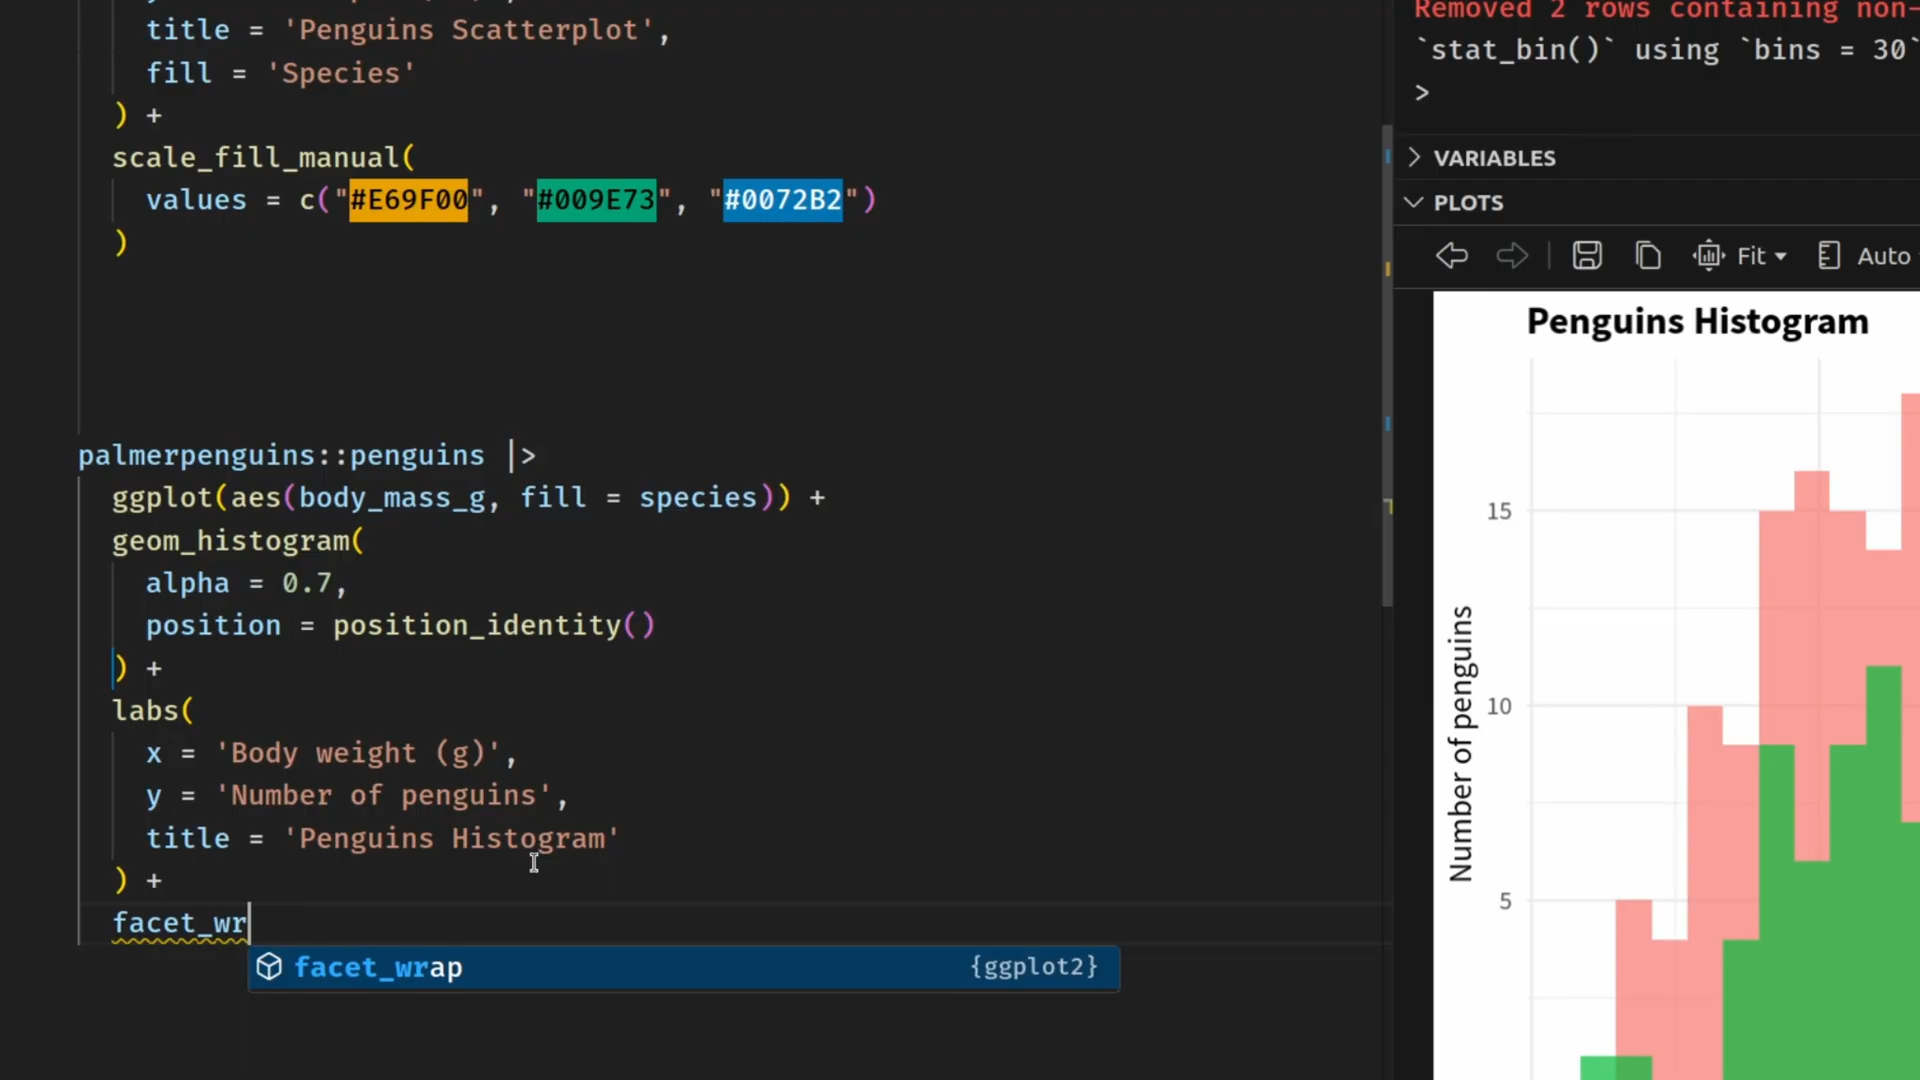 title = 'Penguins Scatterplot',
fill = 'Species'
) +
scale_fill_manual(
values = c("#E69F00", "#009E73", "#0072B2")
)
palmerpenguins::penguins |>
ggplot(aes(body_mass_g, fill = species)) +
geom_histogram(
alpha = 0.7,
position = position_identity()
) +
labs(
x = 'Body weight (g)',
y = 'Number of penguins',
title = 'Penguins Histogram'
) +
facet_wr
facet_wrap {ggplot2}
Removed 2 rows containing non-
`stat_bin()` using `bins = 30`
>
VARIABLES
PLOTS
Fit Auto
Penguins Histogram
Number of penguins
15
10
5